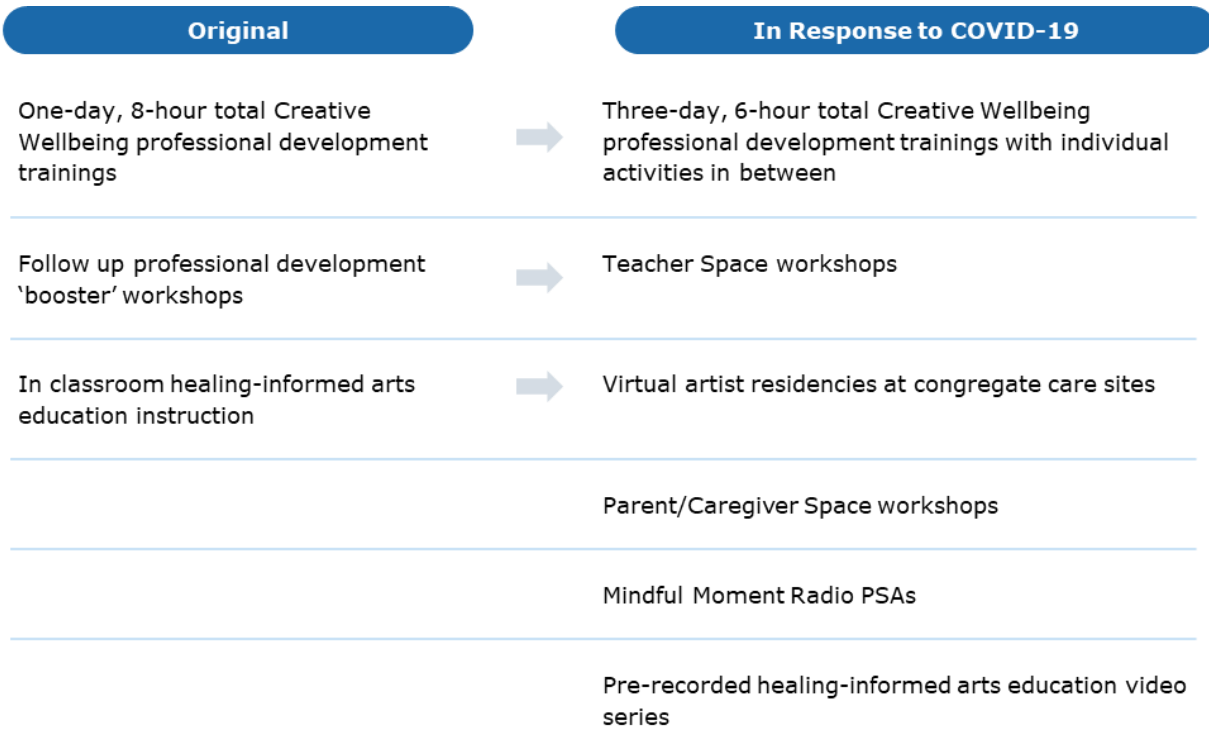 Original
In Response to COVID-19
One-day, 8-hour total Creative
Wellbeing professional development
trainings
Three-day, 6-hour total Creative Wellbeing
professional development trainings with individual
activities in between
Follow up professional development
‘booster’ workshops
Teacher Space workshops
In classroom healing-informed arts
education instruction
Virtual artist residencies at congregate care sites
Parent/Caregiver Space workshops
Mindful Moment Radio PSAs
Pre-recorded healing-informed arts education video
series